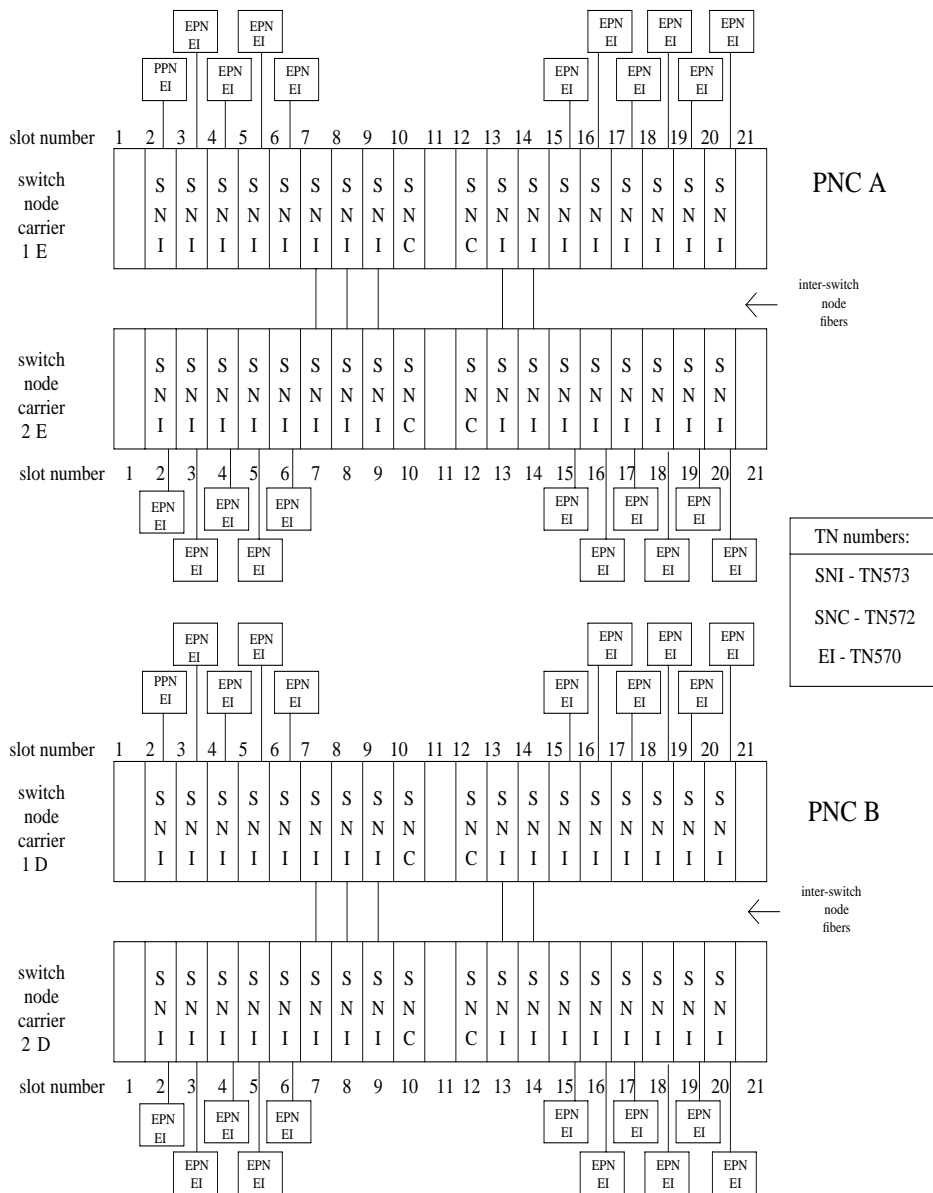 EPN EPN EPN EPN EPN
EI EI EI EI EI
PPN EPN EPN EPN EPN EPN
EI EI EI EI EI EI
slot number 1 2 3 4 5 6 7 8 9 10 11 12 13 14 15 16 17 18 19 20 21
switch
node
carrier
1 E
S S S S S S S S S S S S S S S S S S
N N N N N N N N N N N N N N N N N N
I I I I I I I I C C I I I I I I I I
PNC A
inter-switch
node
fibers
switch
node
carrier
2 E
S S S S S S S S S S S S S S S S S S
N N N N N N N N N N N N N N N N N N
I I I I I I I I C C I I I I I I I I
slot number 1 2 3 4 5 6 7 8 9 10 11 12 13 14 15 16 17 18 19 20 21
EPN EPN EPN EPN EPN EPN
EI EI EI EI EI EI
EPN EPN EPN EPN EPN
EI EI EI EI EI
TN numbers:
SNI - TN573
SNC - TN572
EI - TN570
EPN EPN EPN EPN EPN
EI EI EI EI EI
PPN EPN EPN EPN EPN EPN
EI EI EI EI EI EI
slot number 1 2 3 4 5 6 7 8 9 10 11 12 13 14 15 16 17 18 19 20 21
switch
node
carrier
1 D
S S S S S S S S S S S S S S S S S S
N N N N N N N N N N N N N N N N N N
I I I I I I I I C C I I I I I I I I
PNC B
inter-switch
node
fibers
switch
node
carrier
2 D
S S S S S S S S S S S S S S S S S S
N N N N N N N N N N N N N N N N N N
I I I I I I I I C C I I I I I I I I
slot number 1 2 3 4 5 6 7 8 9 10 11 12 13 14 15 16 17 18 19 20 21
EPN EPN EPN EPN EPN EPN
EI EI EI EI EI EI
EPN EPN EPN EPN EPN
EI EI EI EI EI